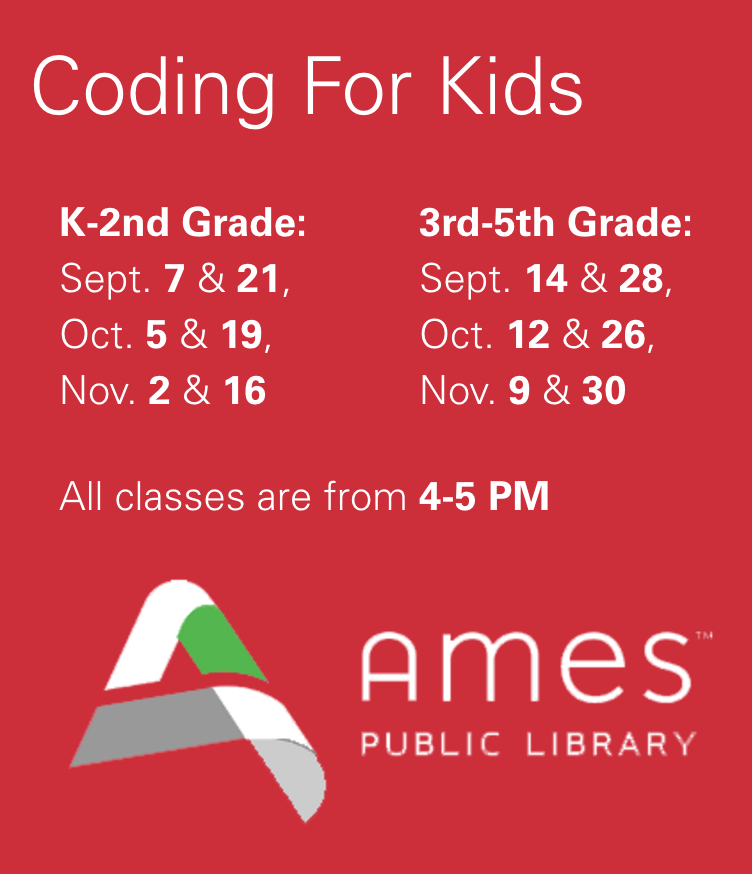 Coding For Kids
K-2nd Grade:
Sept. 7 & 21,
Oct. 5 & 19,
Nov. 2 & 16
3rd-5th Grade:
Sept. 14 & 28,
Oct. 12 & 26,
Nov. 9 & 30
All classes are from 4-5 PM
Ames™
PUBLIC LIBRARY